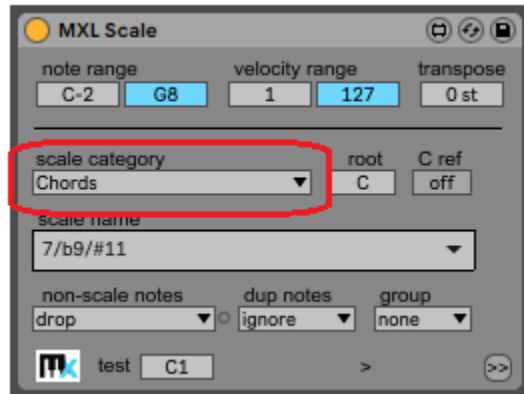 MXL Scale
note range velocity range transpose
C-2 G8 1 127 0 st
scale category root C ref
Chords C off
scale name
7/b9/#11
non-scale notes dup notes group
drop ignore none
mx test C1 > >>